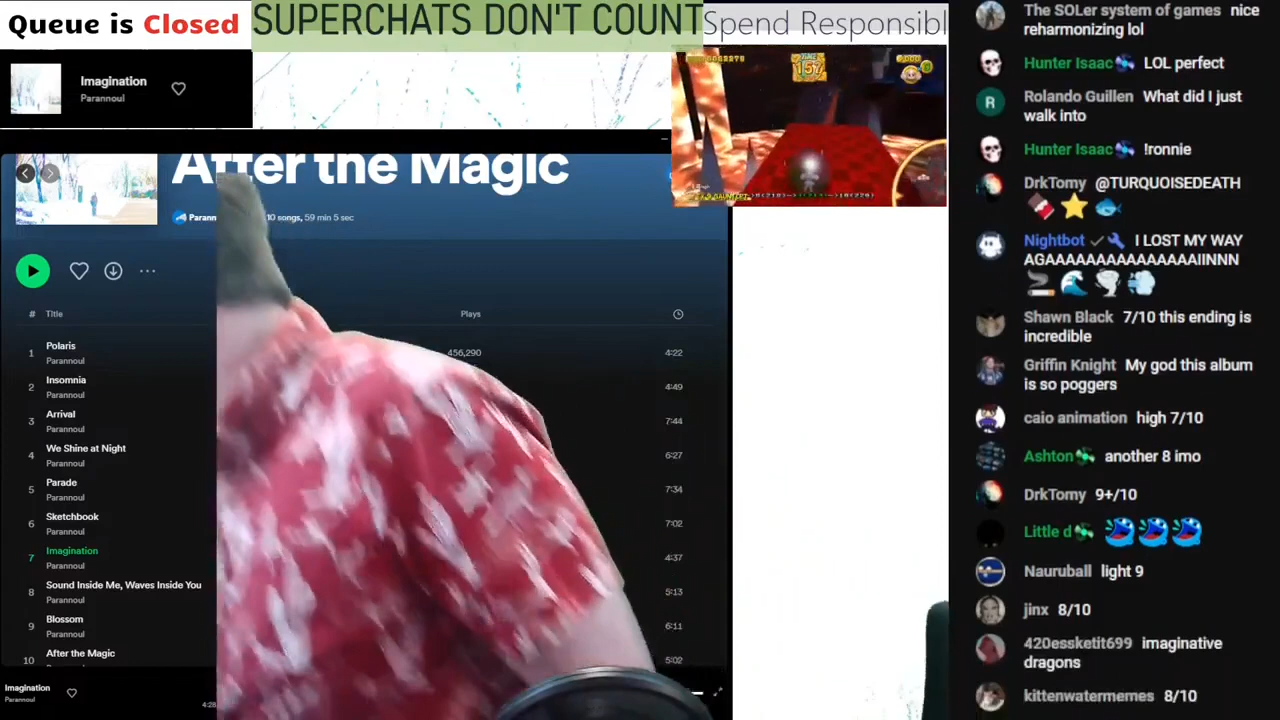 Queue is Closed
SUPERCHATS DON'T COUNT
Spend Responsibl
Imagination
Parannoul
157
After the Magic
Parann
10 songs, 59 min 5 sec
# Title Plays
1 Polaris 456,290 4:22
Parannoul
2 Insomnia 4:49
Parannoul
3 Arrival 7:44
Parannoul
4 We Shine at Night 6:27
Parannoul
5 Parade 7:34
Parannoul
6 Sketchbook 7:02
Parannoul
7 Imagination 4:37
Parannoul
8 Sound Inside Me, Waves Inside You 5:13
Parannoul
9 Blossom 6:11
Parannoul
10 After the Magic 5:02
Parannoul
Imagination
Parannoul
4:28
The SOLer system of games nice
reharmonizing lol
Hunter Isaac LOL perfect
R
Rolando Guillen What did I just
walk into
Hunter Isaac !ronnie
DrkTomy @TURQUOISEDEATH
Nightbot I LOST MY WAY
AGAAAAAAAAAAAAAAIINNN
Shawn Black 7/10 this ending is
incredible
Griffin Knight My god this album
is so poggers
caio animation high 7/10
Ashton another 8 imo
DrkTomy 9+/10
Little d
Nauruball light 9
jinx 8/10
420essketit699 imaginative
dragons
kittenwatermemes 8/10